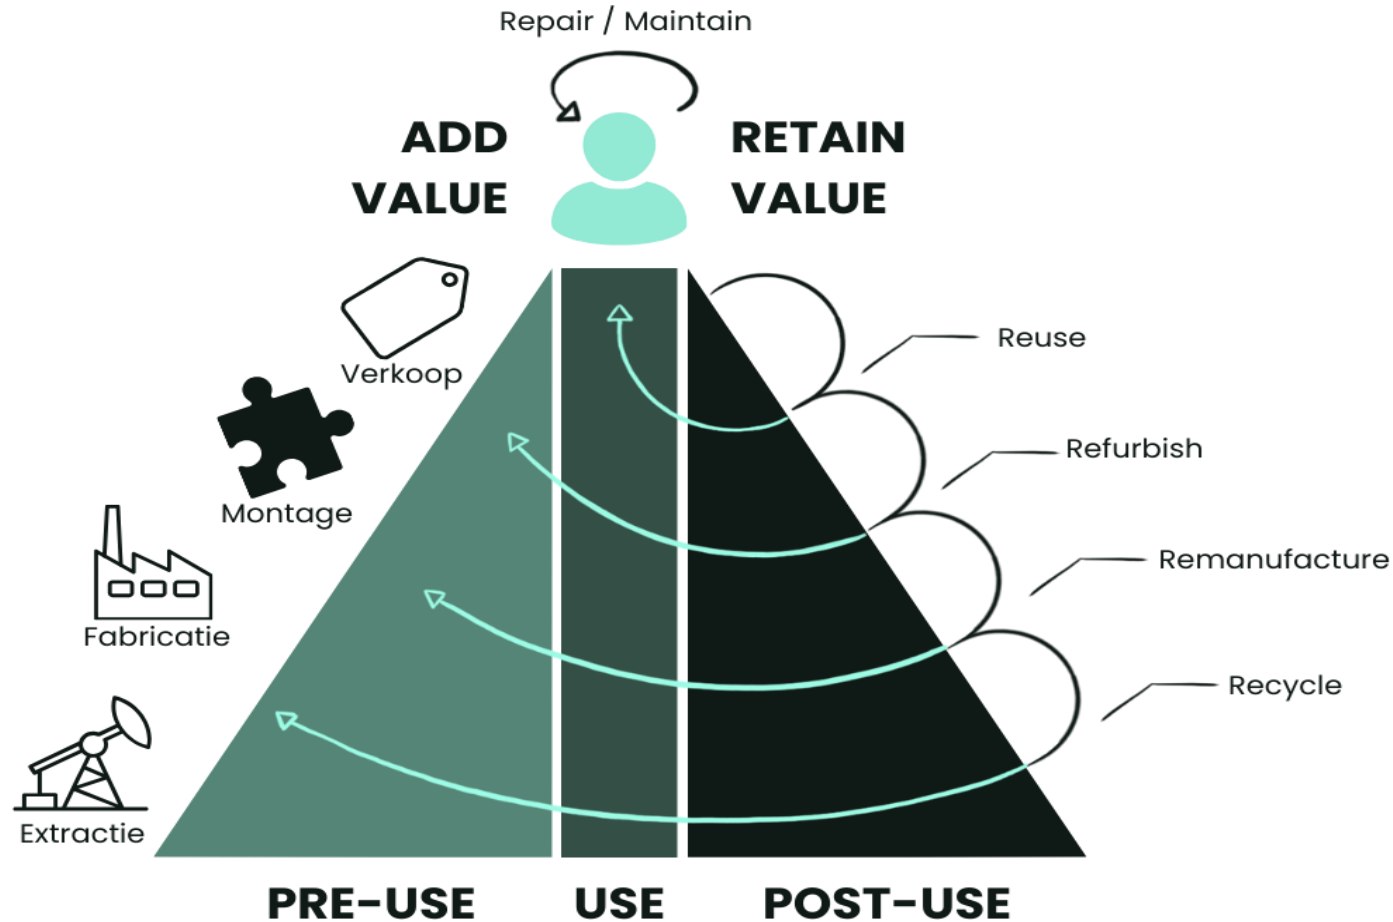 Repair / Maintain
ADD
VALUE
RETAIN
VALUE
Verkoop
Montage
Fabricatie
Extractie
Reuse
Refurbish
Remanufacture
Recycle
PRE-USE
USE
POST-USE